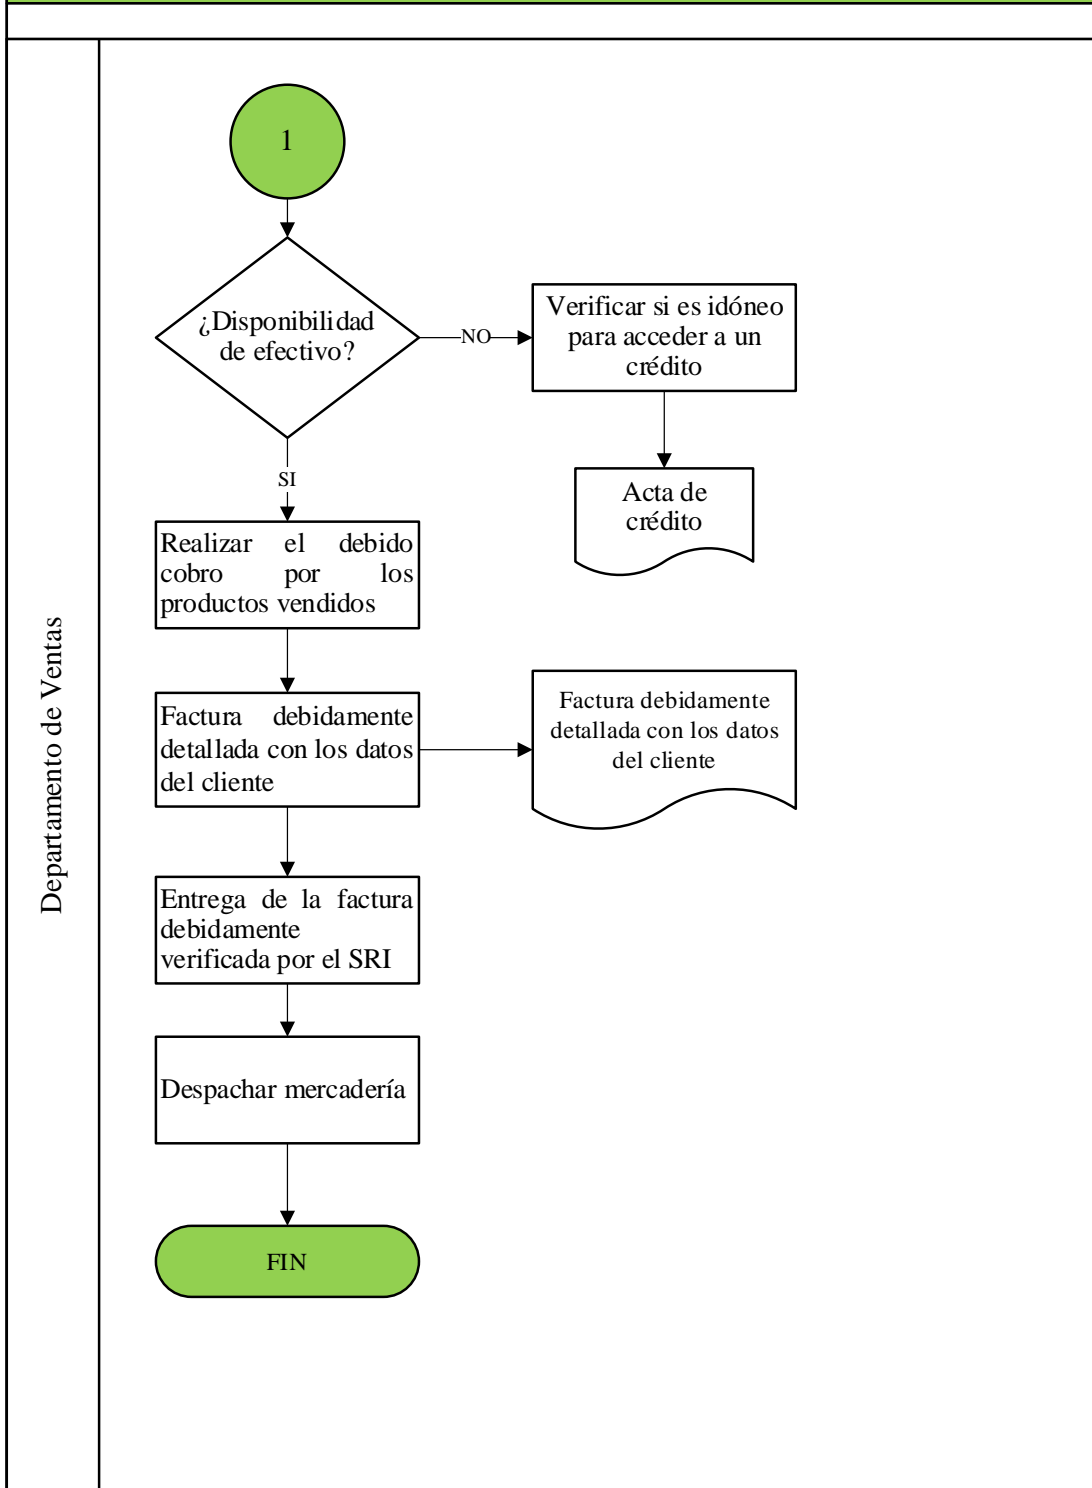 1
¿Disponibilidad
de efectivo?
NO
Verificar si es idóneo
para acceder a un
crédito
Acta de
crédito
SI
Realizar el debido
cobro por los
productos vendidos
Factura debidamente
detallada con los datos
del cliente
Factura debidamente
detallada con los datos
del cliente
Entrega de la factura
debidamente
verificada por el SRI
Despachar mercadería
FIN
Departamento de Ventas